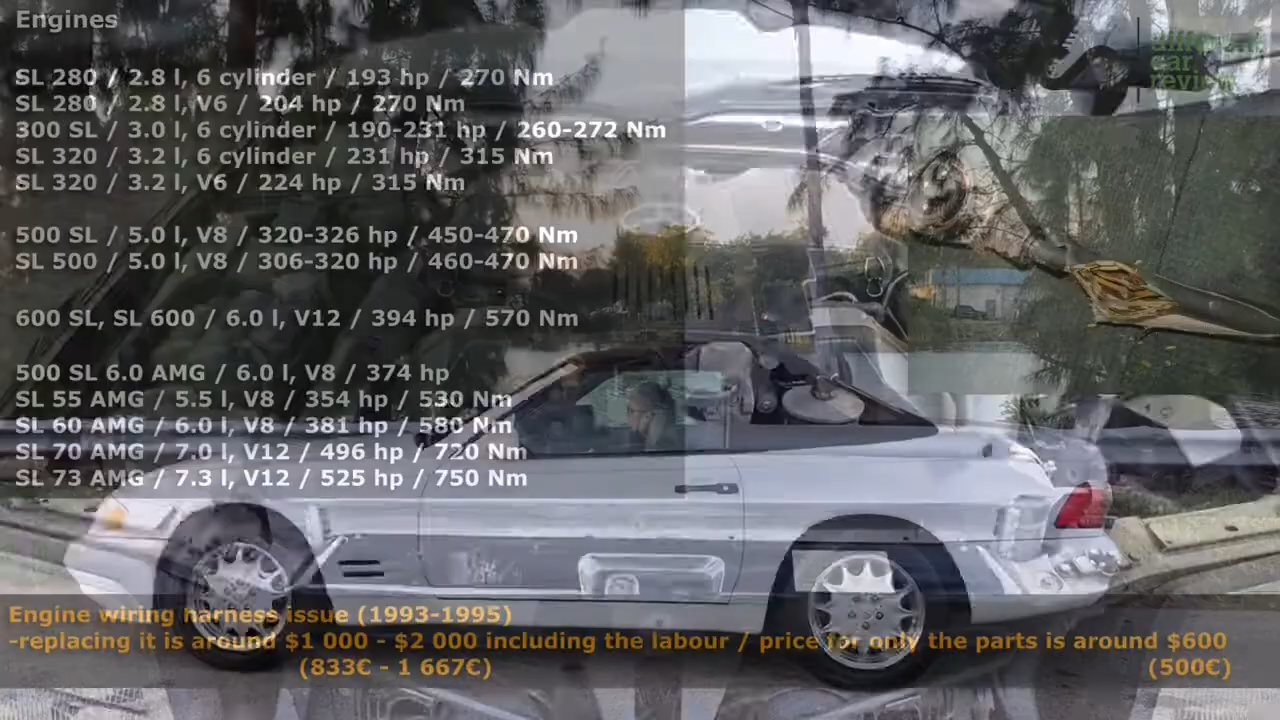 Engines
SL 280 / 2.8 l, 6 cylinder / 193 hp / 270 Nm
SL 280 / 2.8 l, V6 / 204 hp / 270 Nm
300 SL / 3.0 l, 6 cylinder / 190-231 hp / 260-272 Nm
SL 320 / 3.2 l, 6 cylinder / 231 hp / 315 Nm
SL 320 / 3.2 l, V6 / 224 hp / 315 Nm
500 SL / 5.0 l, V8 / 320-326 hp / 450-470 Nm
SL 500 / 5.0 l, V8 / 306-320 hp / 460-470 Nm
600 SL, SL 600 / 6.0 l, V12 / 394 hp / 570 Nm
500 SL 6.0 AMG / 6.0 l, V8 / 374 hp
SL 55 AMG / 5.5 l, V8 / 354 hp / 530 Nm
SL 60 AMG / 6.0 l, V8 / 381 hp / 580 Nm
SL 70 AMG / 7.0 l, V12 / 496 hp / 720 Nm
SL 73 AMG / 7.3 l, V12 / 525 hp / 750 Nm
allfourr car review
Engine wiring harness issue (1993-1995)
-replacing it is around $1 000 - $2 000 including the labour / price for only the parts is around $600
(833€ - 1 667€) (500€)